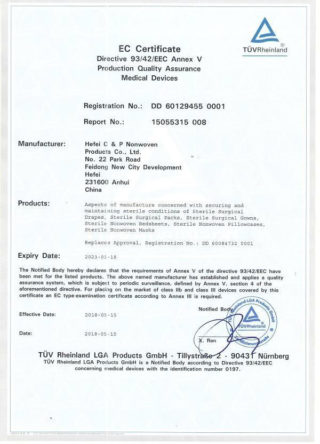 TÜVRheinland
EC Certificate
Directive 93/42/EEC Annex V
Production Quality Assurance
Medical Devices
Registration No.: DD 60129455 0001
Report No.: 15055315 008
Manufacturer: Hefei C & P Nonwoven
Products Co., Ltd.
No. 22 Park Road
Feidong New City Development
Hefei
231600 Anhui
China
Products: Aspects of manufacture concerned with securing and
maintaining sterile conditions of Sterile Surgical
Drapes, Sterile Surgical Packs, Sterile Surgical Gowns,
Sterile Nonwoven Bedsheets, Sterile Nonwoven Pillowcases,
Sterile Nonwoven Masks
Replaces Approval, Registration No.: DD 60084732 0001
Expiry Date: 2023-05-18
The Notified Body hereby declares that the requirements of Annex V of the directive 93/42/EEC have
been met for the listed products. The above named manufacturer has established and applies a quality
assurance system, which is subject to periodic surveillance, defined by Annex V, section 4 of the
aforementioned directive. For placing on the market of class IIb and class III devices covered by this
certificate an EC type-examination certificate according to Annex III is required.
Notified Body
Effective Date: 2018-05-15
TÜVRheinland
Date: 2018-05-15
X. Ren
TÜV Rheinland LGA Products GmbH - Tillystraße 2 - 90431 Nürnberg
TÜV Rheinland LGA Products GmbH is a Notified Body according to Directive 93/42/EEC
concerning medical devices with the identification number 0197.